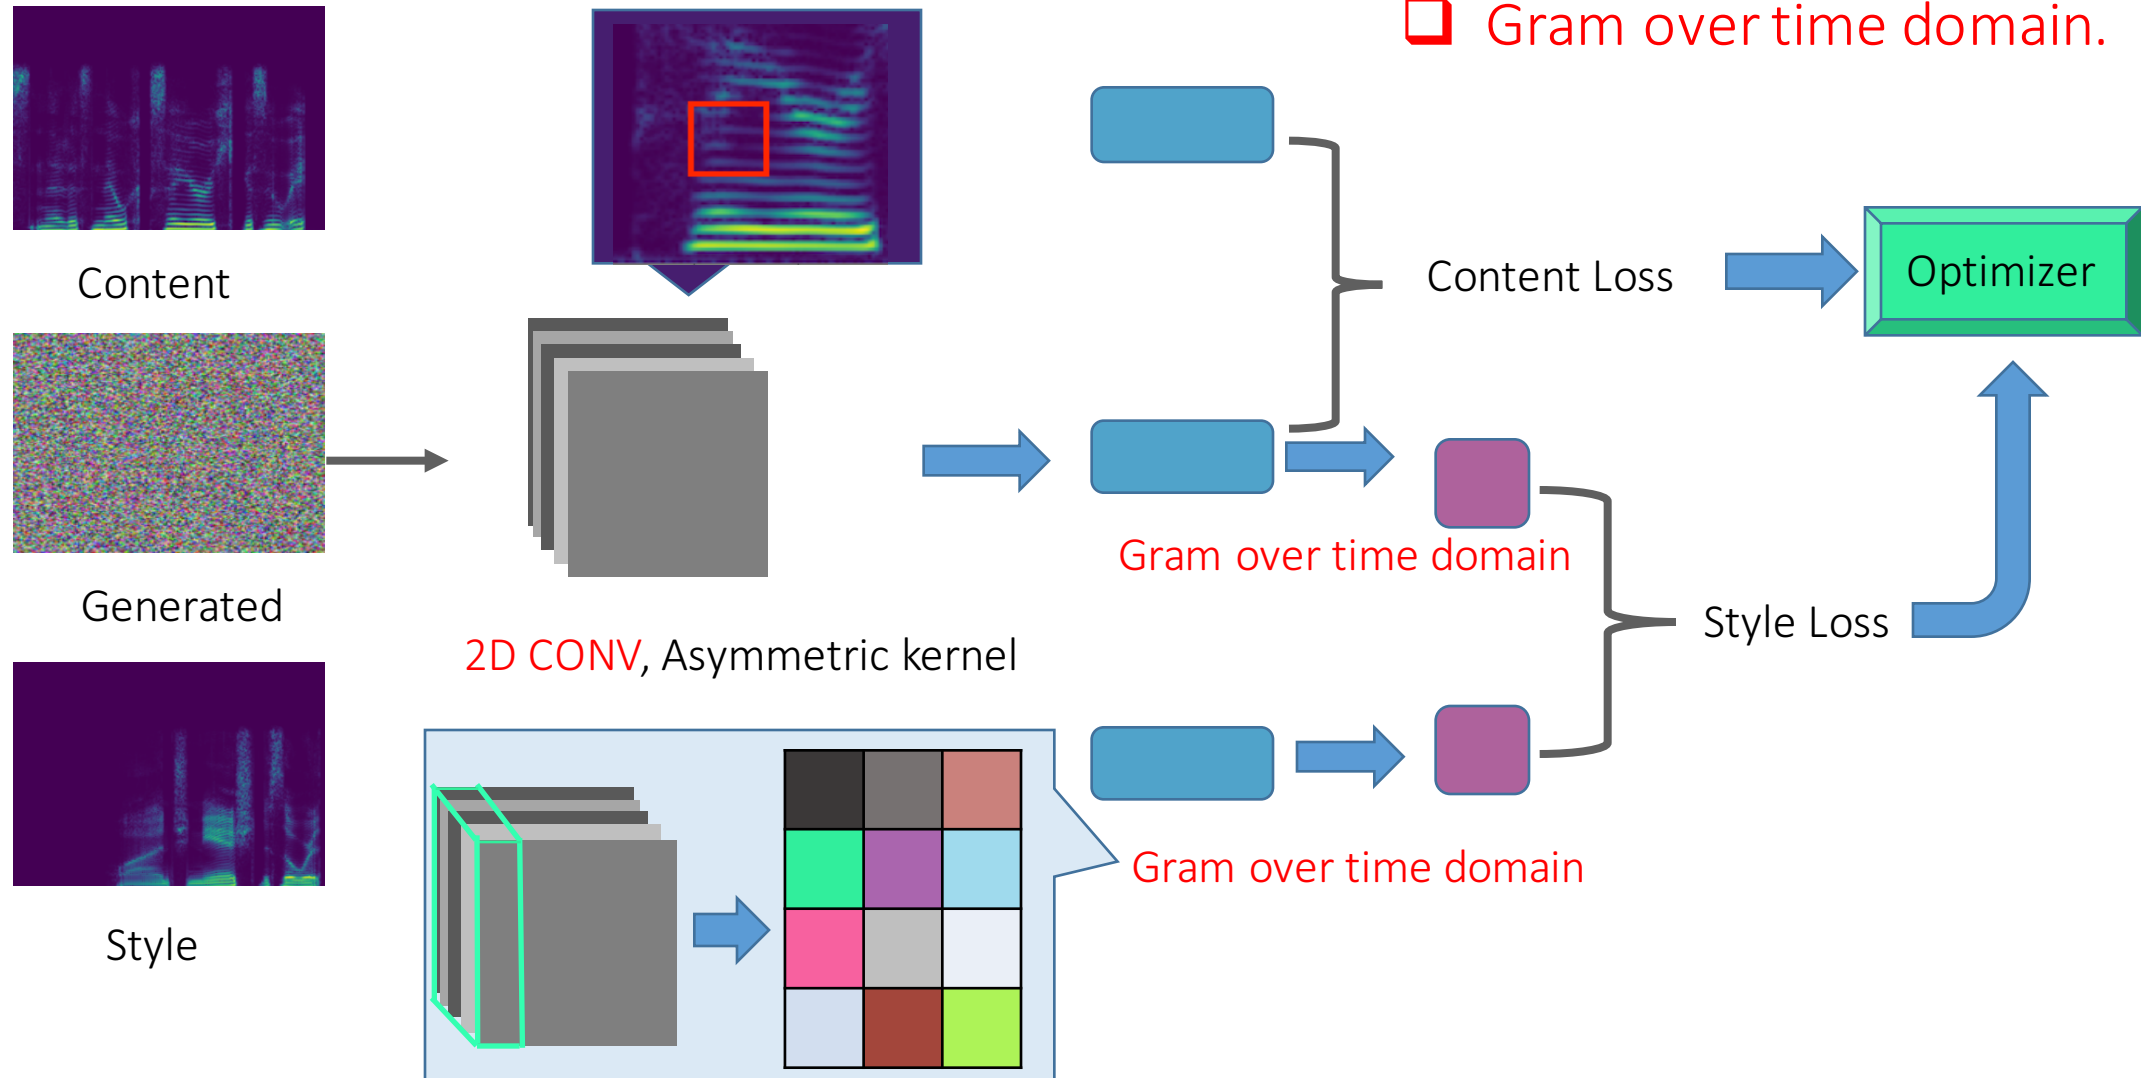 Gram over time domain.
Content
Content Loss
Optimizer
Gram over time domain
Generated
Style Loss
2D CONV, Asymmetric kernel
Gram over time domain
Style